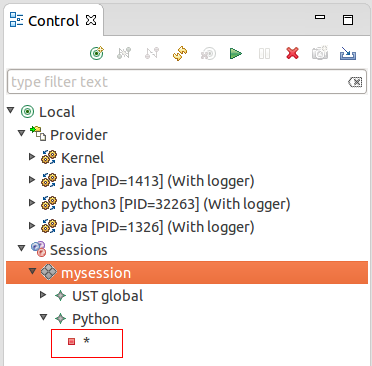 Control
type filter text
Local
Provider
Kernel
java [PID=1413] (With logger)
python3 [PID=32263] (With logger)
java [PID=1326] (With logger)
Sessions
mysession
UST global
Python
*